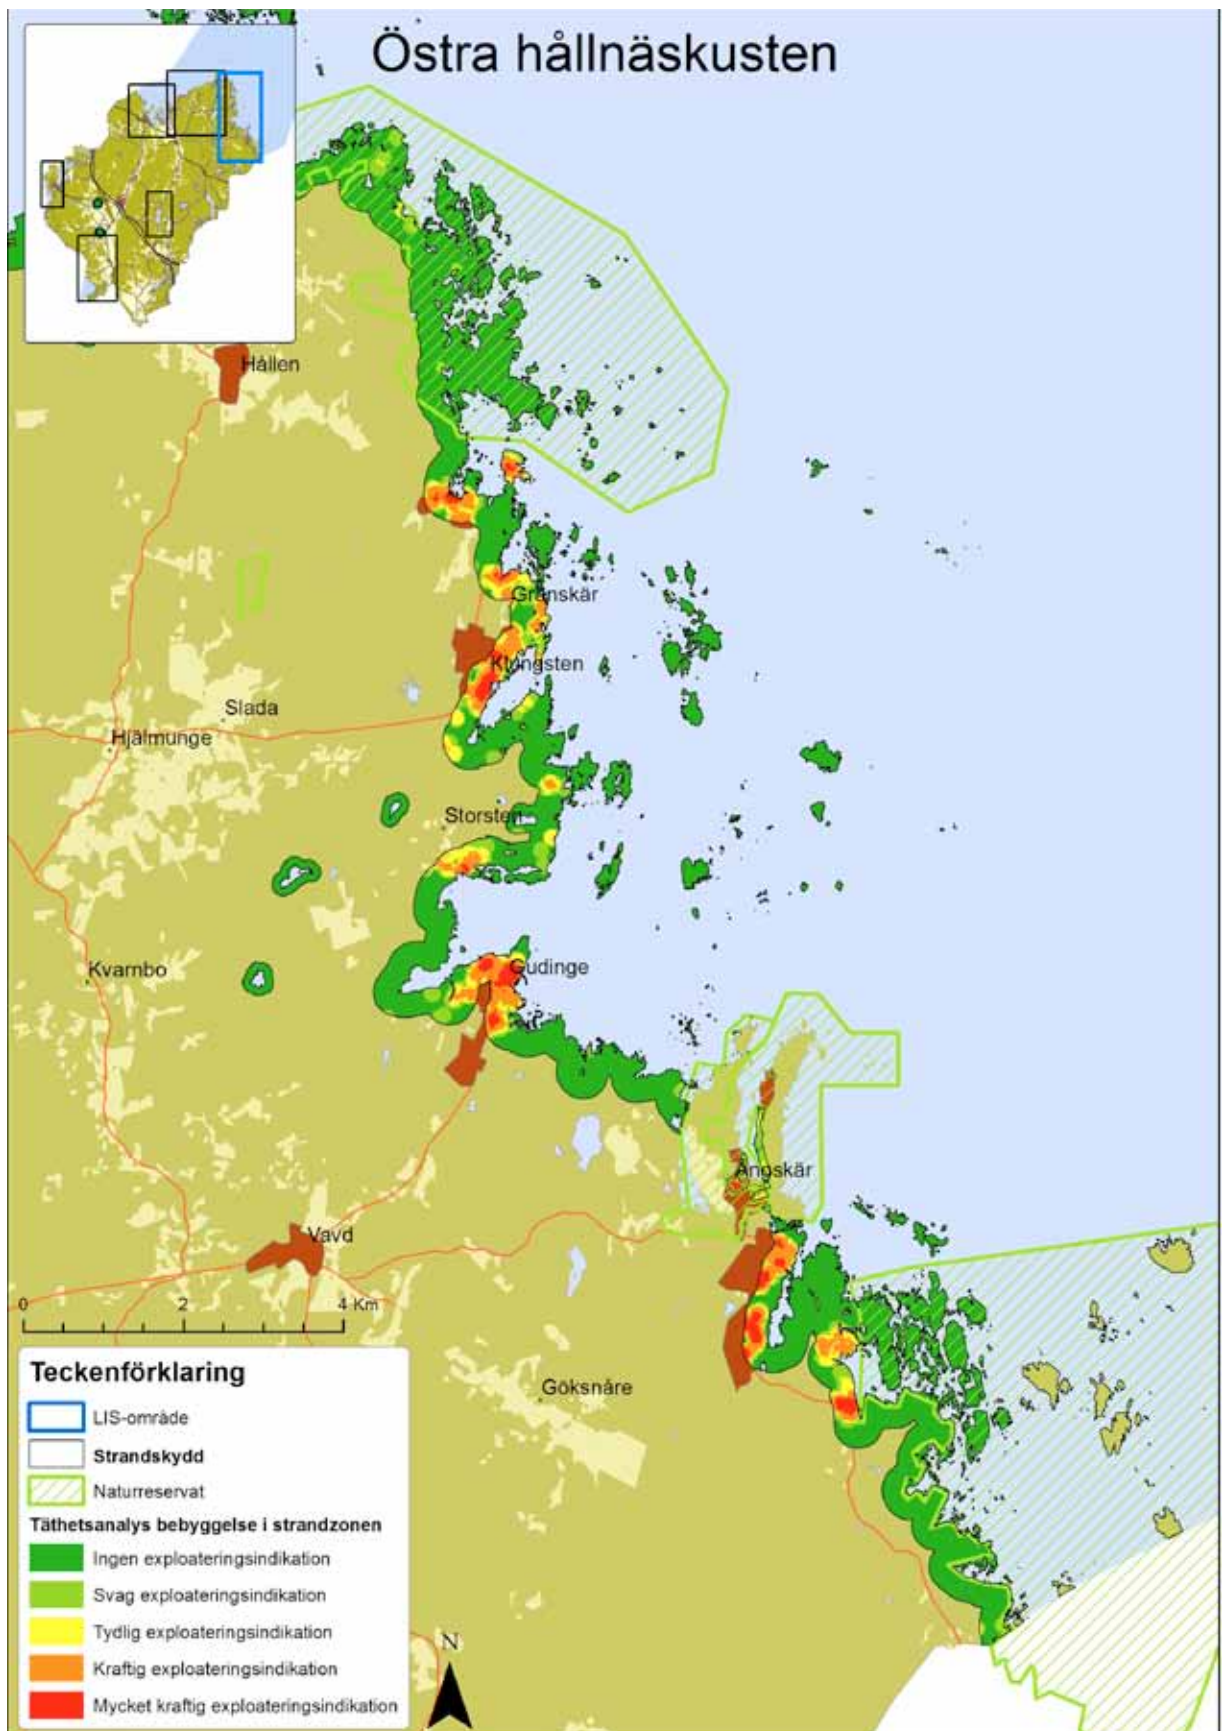 Östra hållnäskusten
Hållen
Grönskär
Klungsten
Slada
Hjälmunge
Storsten
Kvarnbo
Gudinge
Ängskär
Vavd
0 2 4 Km
Göksnåre
Teckenförklaring
LIS-område
Strandskydd
Naturreservat
Täthetsanalys bebyggelse i strandzonen
Ingen exploateringsindikation
Svag exploateringsindikation
Tydlig exploateringsindikation
Kraftig exploateringsindikation
Mycket kraftig exploateringsindikation
N